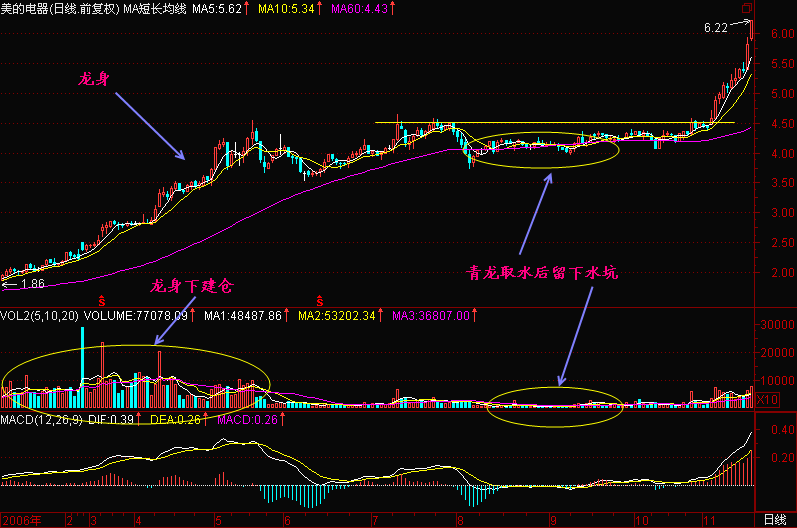 美的电器(日线.前复权) MA短长均线 MA5:5.62↑ MA10:5.34↑ MA60:4.43↑
6.22
6.00
5.50
龙身
5.00
4.50
4.00
3.50
3.00
2.50
青龙取水后留下水坑
2.00
1.86
龙身下建仓
S S
VOL2(5,10,20) VOLUME:77078.09↑ MA1:48487.86↑ MA2:53202.34↑ MA3:36807.00↑
30000
20000
10000
X10
MACD(12,26,9) DIF:0.39↑ DEA:0.26↑ MACD:0.26↑
0.40
0.20
2006年 2 3 4 5 6 7 8 9 10 11 日线